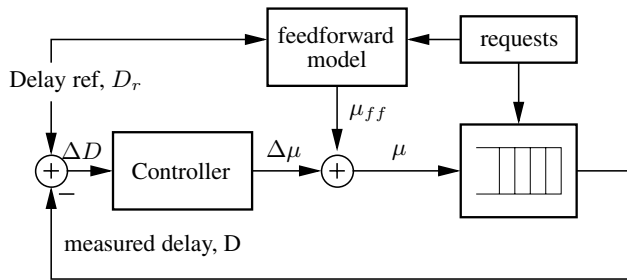 feedforward
model
requests
Delay ref, D_r
μ_ff
ΔD
Controller
Δμ
μ
+
+
−
measured delay, D